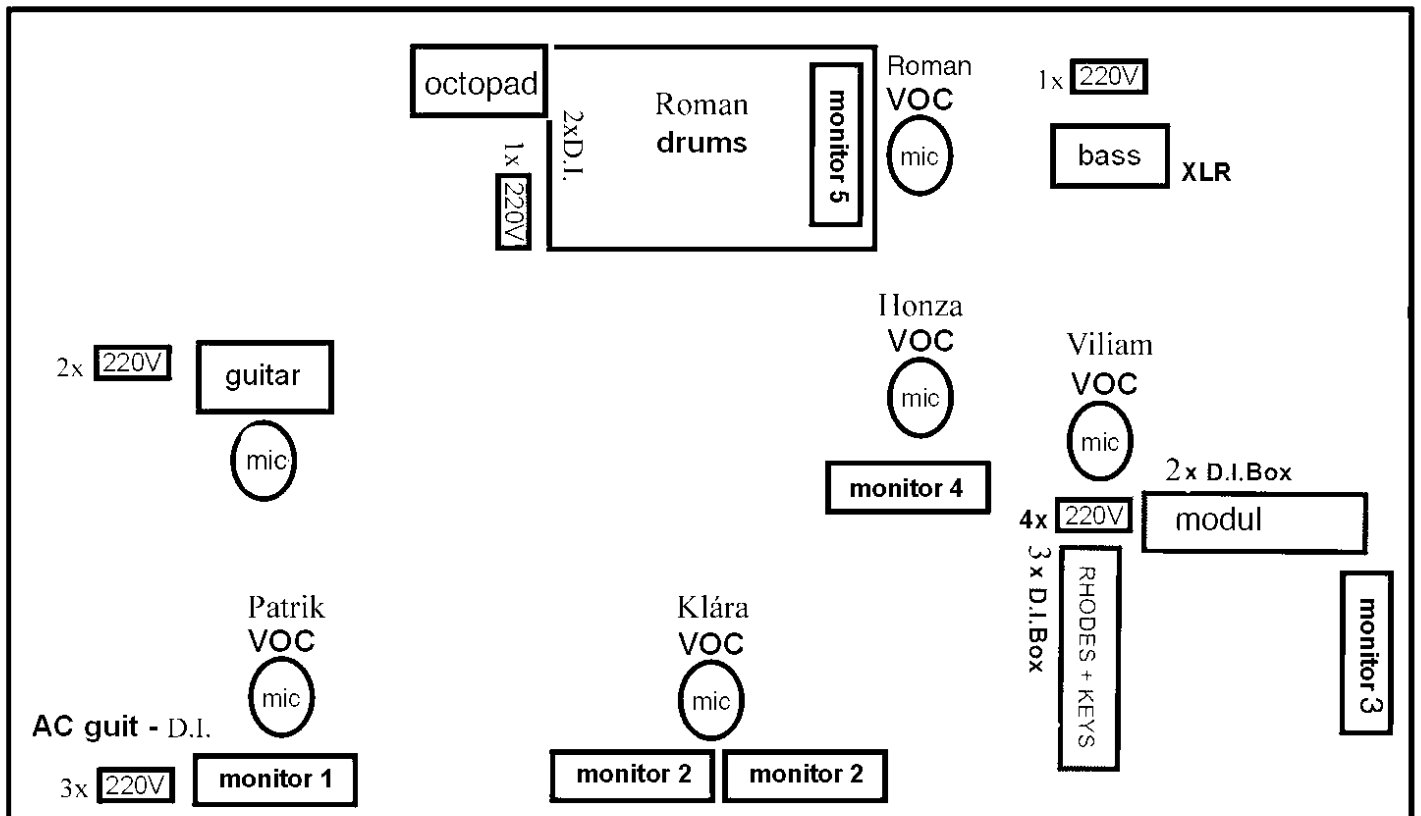 octopad
2xD.I.
1x
220V
Roman
drums
monitor 5
Roman
VOC
mic
1x 220V
bass
XLR
2x 220V
guitar
mic
Honza
VOC
mic
monitor 4
Viliam
VOC
mic
2x D.I.Box
4x 220V
modul
3 x D.I.Box
RHODES + KEYS
monitor 3
Patrik
VOC
mic
AC guit - D.I.
3x 220V
monitor 1
Klára
VOC
mic
monitor 2
monitor 2